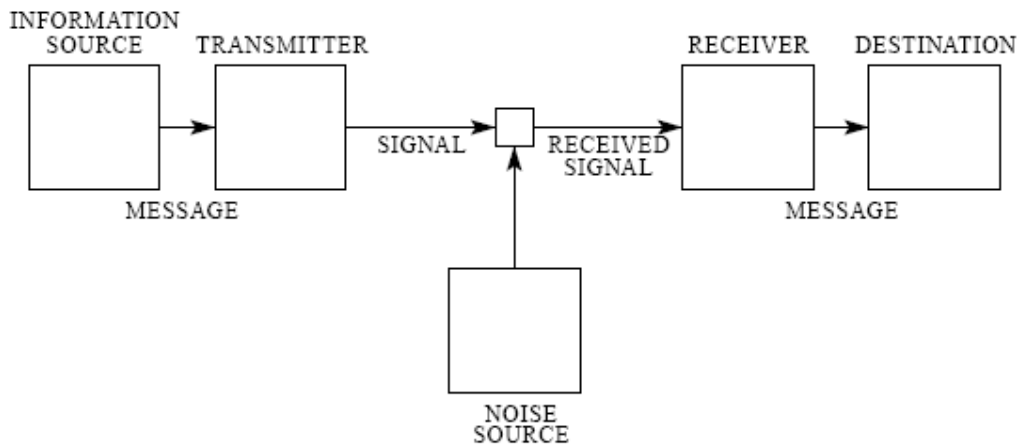 INFORMATION
SOURCE
TRANSMITTER
RECEIVER
DESTINATION
SIGNAL
RECEIVED
SIGNAL
MESSAGE
MESSAGE
NOISE
SOURCE